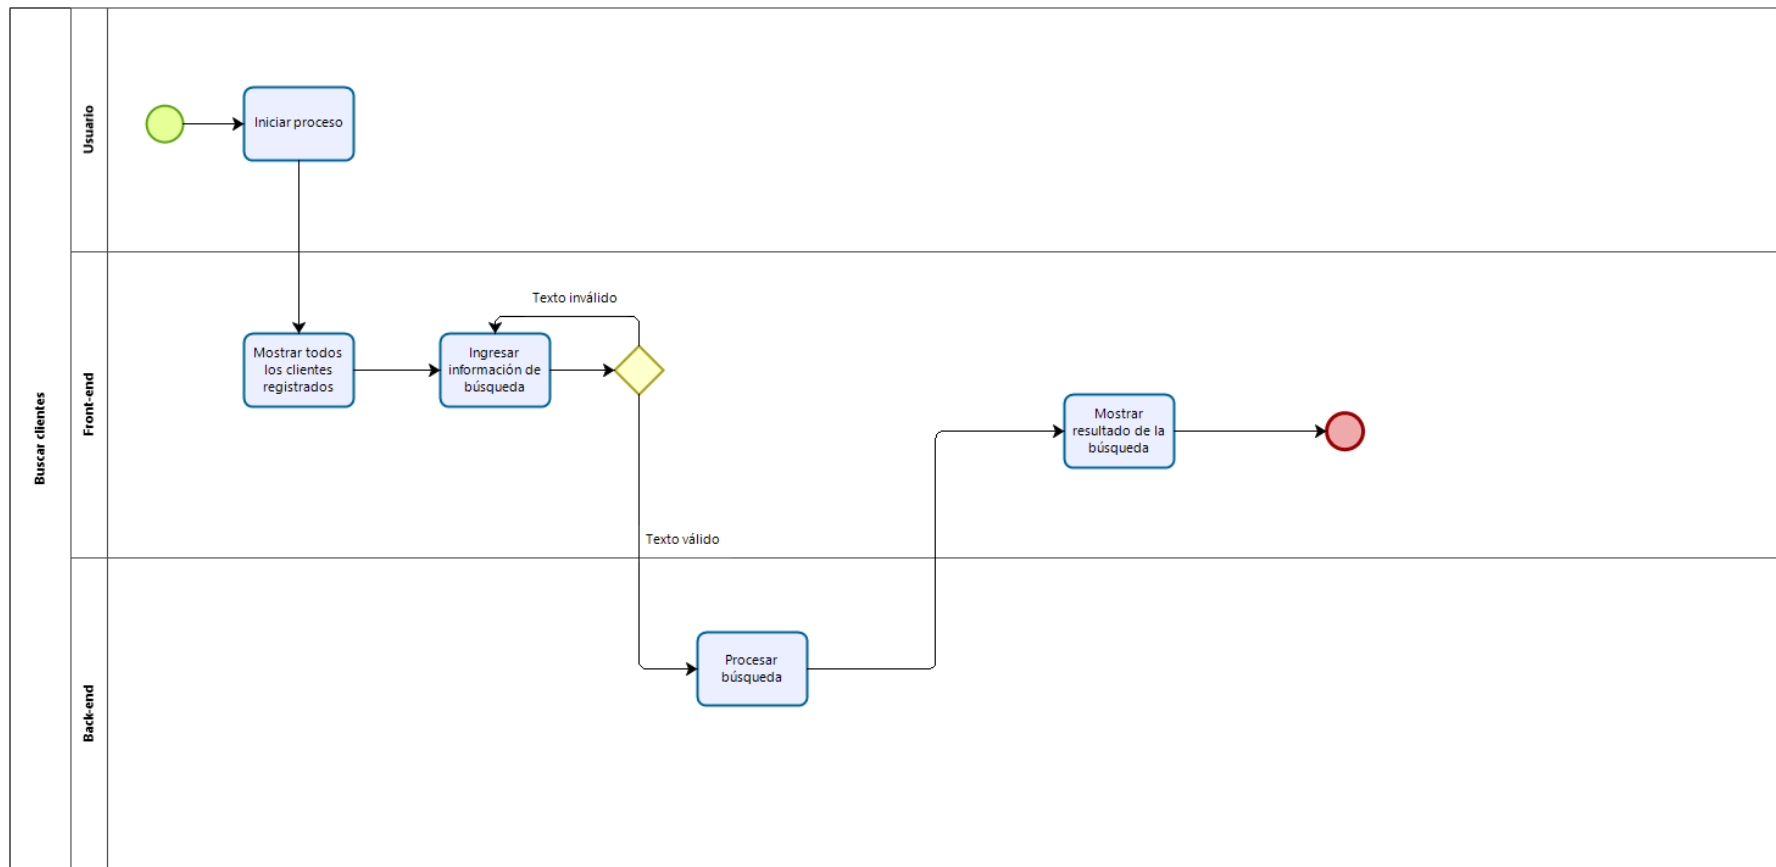 Buscar clientes
Usuario
Iniciar proceso
Front-end
Mostrar todos
los clientes
registrados
Ingresar
información de
búsqueda
Texto inválido
Texto válido
Mostrar
resultado de la
búsqueda
Back-end
Procesar
búsqueda